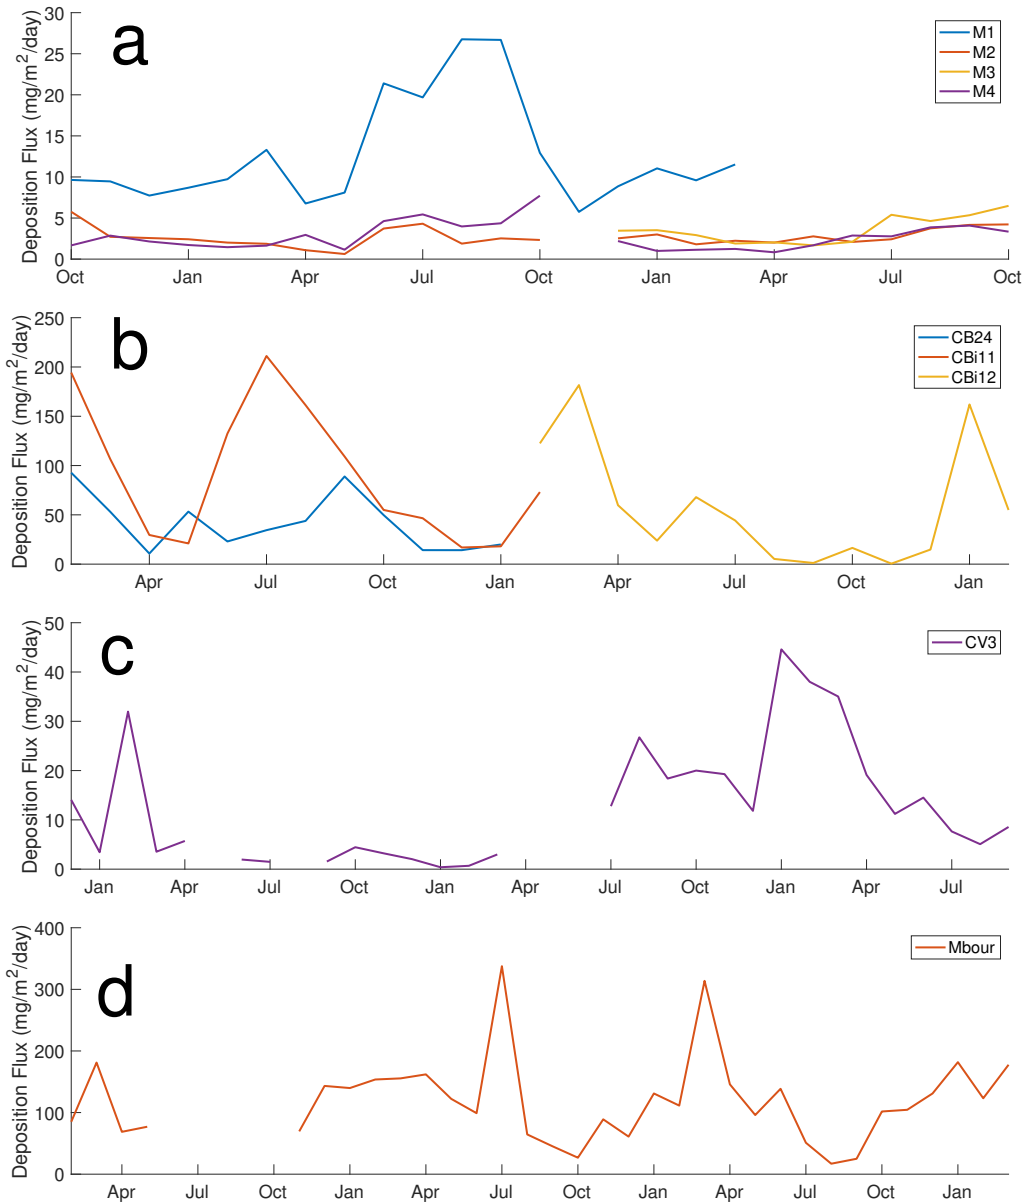 a
Deposition Flux (mg/m²/day)
30
25
20
15
10
5
0
Oct Jan Apr Jul Oct Jan Apr Jul Oct
M1
M2
M3
M4
b
Deposition Flux (mg/m²/day)
250
200
150
100
50
0
Apr Jul Oct Jan Apr Jul Oct Jan
CB24
CBi11
CBi12
c
Deposition Flux (mg/m²/day)
50
40
30
20
10
0
Jan Apr Jul Oct Jan Apr Jul Oct Jan Apr Jul
CV3
d
Deposition Flux (mg/m²/day)
400
300
200
100
0
Apr Jul Oct Jan Apr Jul Oct Jan Apr Jul Oct Jan
Mbour